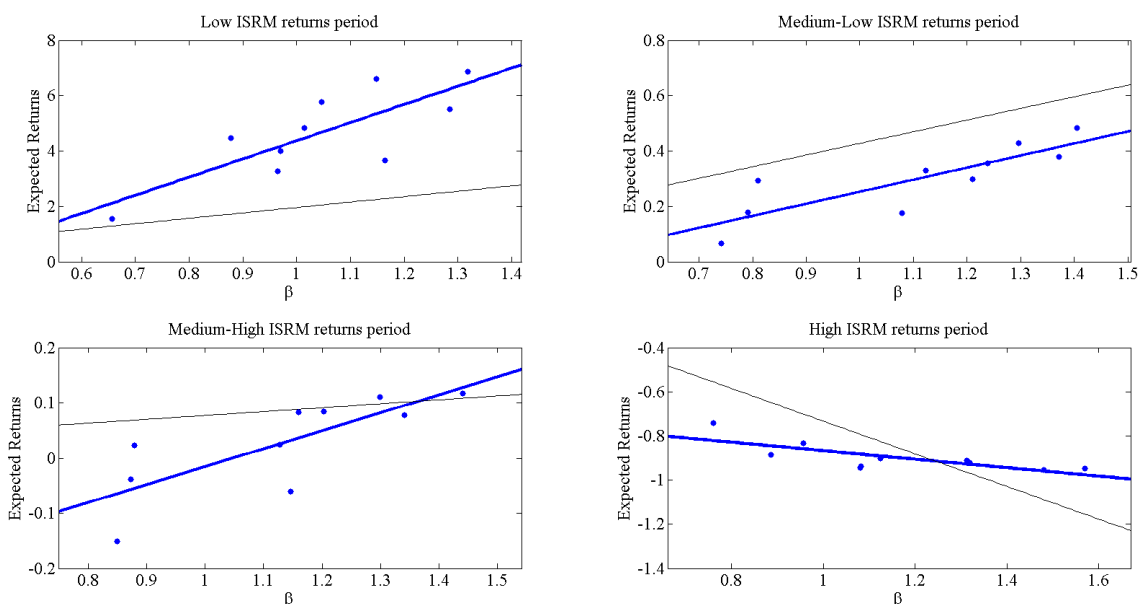 Low ISRM returns period
Expected Returns
8
6
4
2
0
0.6 0.7 0.8 0.9 1 1.1 1.2 1.3 1.4
β
Medium-Low ISRM returns period
Expected Returns
0.8
0.6
0.4
0.2
0
0.7 0.8 0.9 1 1.1 1.2 1.3 1.4 1.5
β
Medium-High ISRM returns period
Expected Returns
0.2
0.1
0
-0.1
-0.2
0.8 0.9 1 1.1 1.2 1.3 1.4 1.5
β
High ISRM returns period
Expected Returns
-0.4
-0.6
-0.8
-1
-1.2
-1.4
0.8 1 1.2 1.4 1.6
β